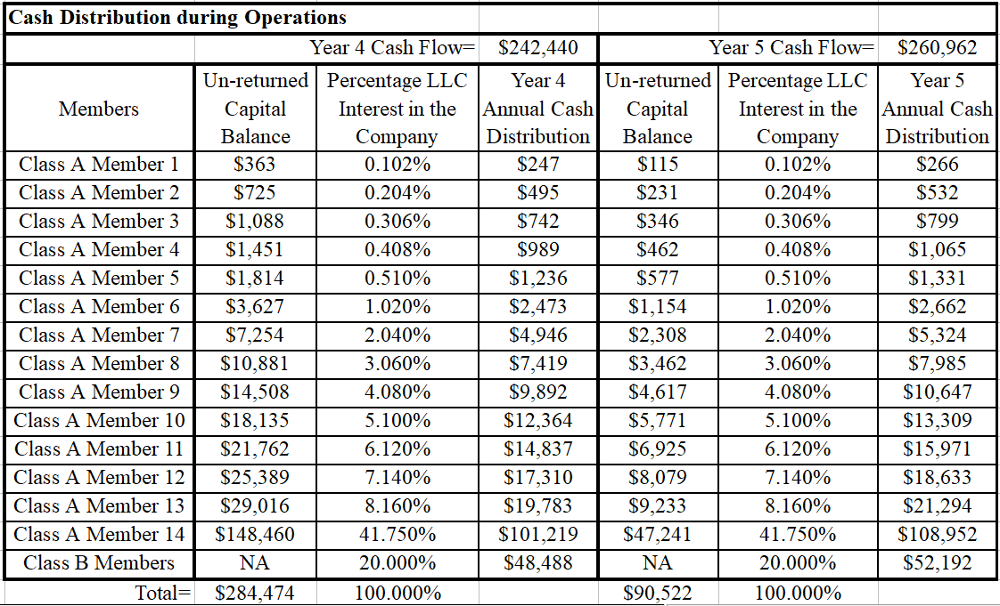 Cash Distribution during Operations
Year 4 Cash Flow= $242,440 Year 5 Cash Flow= $260,962
Un-returned Percentage LLC Year 4 Un-returned Percentage LLC Year 5
Members Capital Interest in the Annual Cash Capital Interest in the Annual Cash
Balance Company Distribution Balance Company Distribution
Class A Member 1 $363 0.102% $247 $115 0.102% $266
Class A Member 2 $725 0.204% $495 $231 0.204% $532
Class A Member 3 $1,088 0.306% $742 $346 0.306% $799
Class A Member 4 $1,451 0.408% $989 $462 0.408% $1,065
Class A Member 5 $1,814 0.510% $1,236 $577 0.510% $1,331
Class A Member 6 $3,627 1.020% $2,473 $1,154 1.020% $2,662
Class A Member 7 $7,254 2.040% $4,946 $2,308 2.040% $5,324
Class A Member 8 $10,881 3.060% $7,419 $3,462 3.060% $7,985
Class A Member 9 $14,508 4.080% $9,892 $4,617 4.080% $10,647
Class A Member 10 $18,135 5.100% $12,364 $5,771 5.100% $13,309
Class A Member 11 $21,762 6.120% $14,837 $6,925 6.120% $15,971
Class A Member 12 $25,389 7.140% $17,310 $8,079 7.140% $18,633
Class A Member 13 $29,016 8.160% $19,783 $9,233 8.160% $21,294
Class A Member 14 $148,460 41.750% $101,219 $47,241 41.750% $108,952
Class B Members NA 20.000% $48,488 NA 20.000% $52,192
Total= $284,474 100.000% $90,522 100.000%